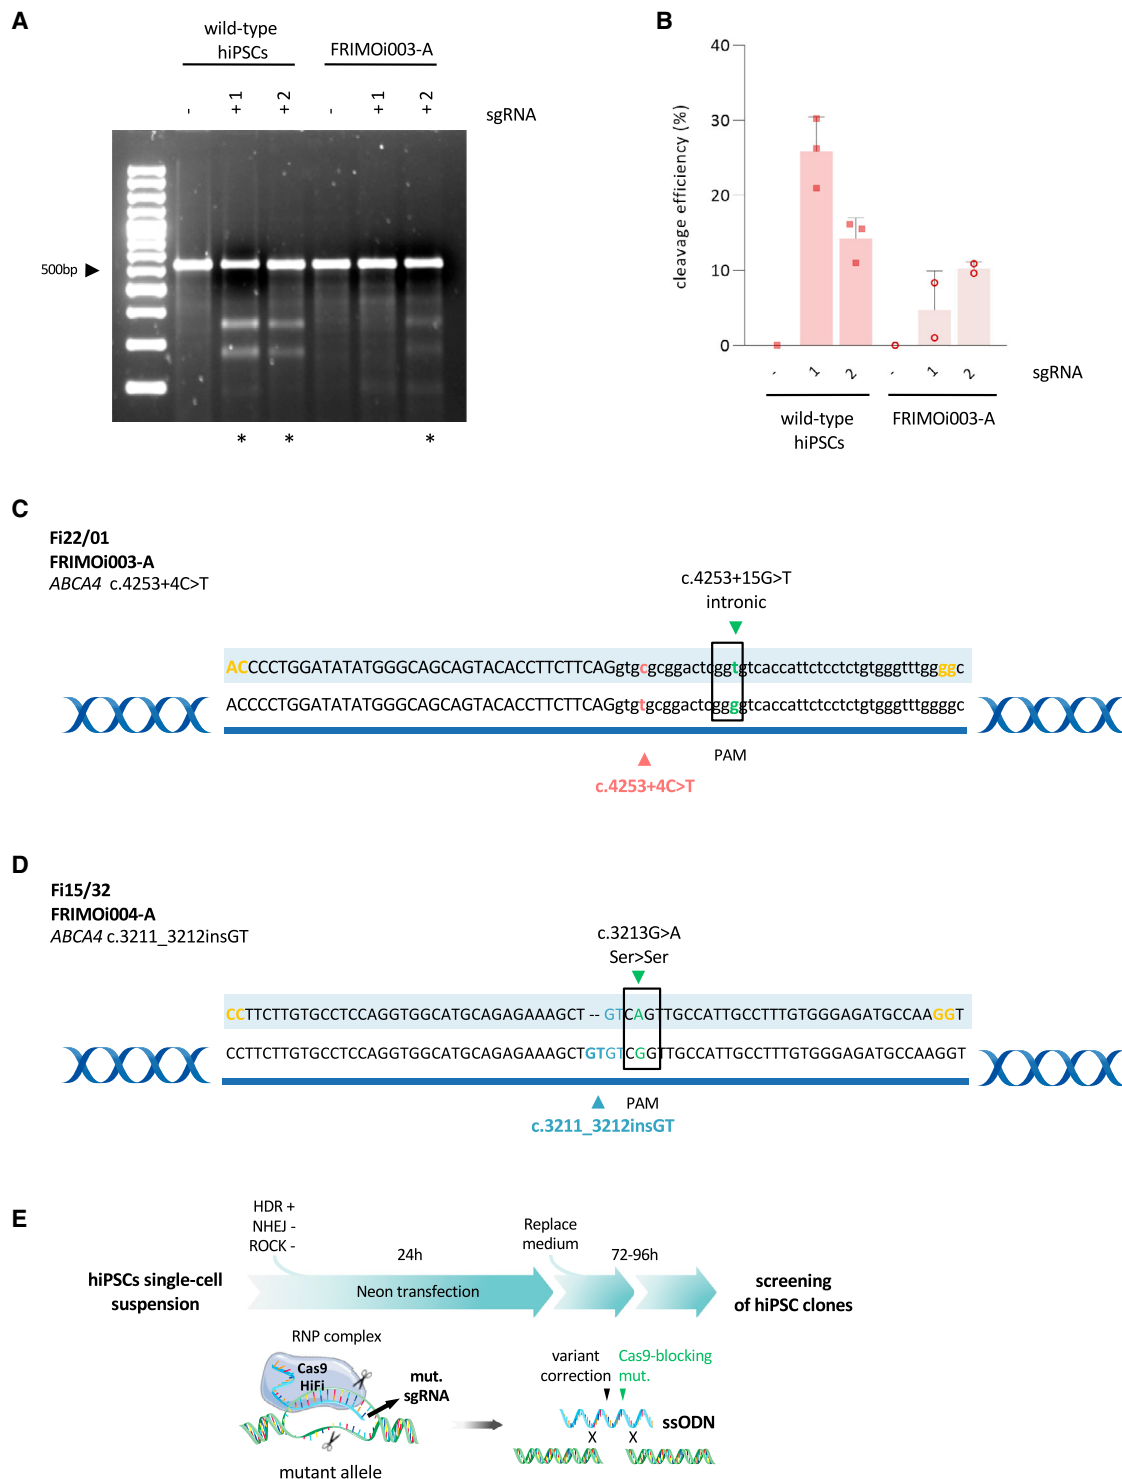 A
wild-type
hiPSCs
FRIMOi003-A
- +1 +2 - +1 +2
sgRNA
500bp
* * *
B
cleavage efficiency (%)
40
30
20
10
0
- 1 2 - 1 2
sgRNA
wild-type
hiPSCs
FRIMOi003-A
C
Fi22/01
FRIMOi003-A
ABCA4 c.4253+4C>T
c.4253+15G>T
intronic
ACCCCTGGATATATGGGCAGCAGTACACCTTCTTCAGgtgcgcggactcggtgtcaccattctcctctgtgggtttggggc
ACCCCTGGATATATGGGCAGCAGTACACCTTCTTCAGgtgtgcggactcggggtcaccattctcctctgtgggtttggggc
PAM
c.4253+4C>T
D
Fi15/32
FRIMOi004-A
ABCA4 c.3211_3212insGT
c.3213G>A
Ser>Ser
CCTTCTTGTGCCTCCAGGTGGCATGCAGAGAAAGCT -- GTCAGTTGCCATTGCCTTTGTGGGAGATGCCAAGGT
CCTTCTTGTGCCTCCAGGTGGCATGCAGAGAAAGCTGTGTCGGTTGCCATTGCCTTTGTGGGAGATGCCAAGGT
PAM
c.3211_3212insGT
E
HDR +
NHEJ -
ROCK -
24h
Replace
medium
72-96h
hiPSCs single-cell
suspension
Neon transfection
screening
of hiPSC clones
RNP complex
Cas9
HiFi
mut.
sgRNA
mutant allele
variant
correction
Cas9-blocking
mut.
ssODN
X X